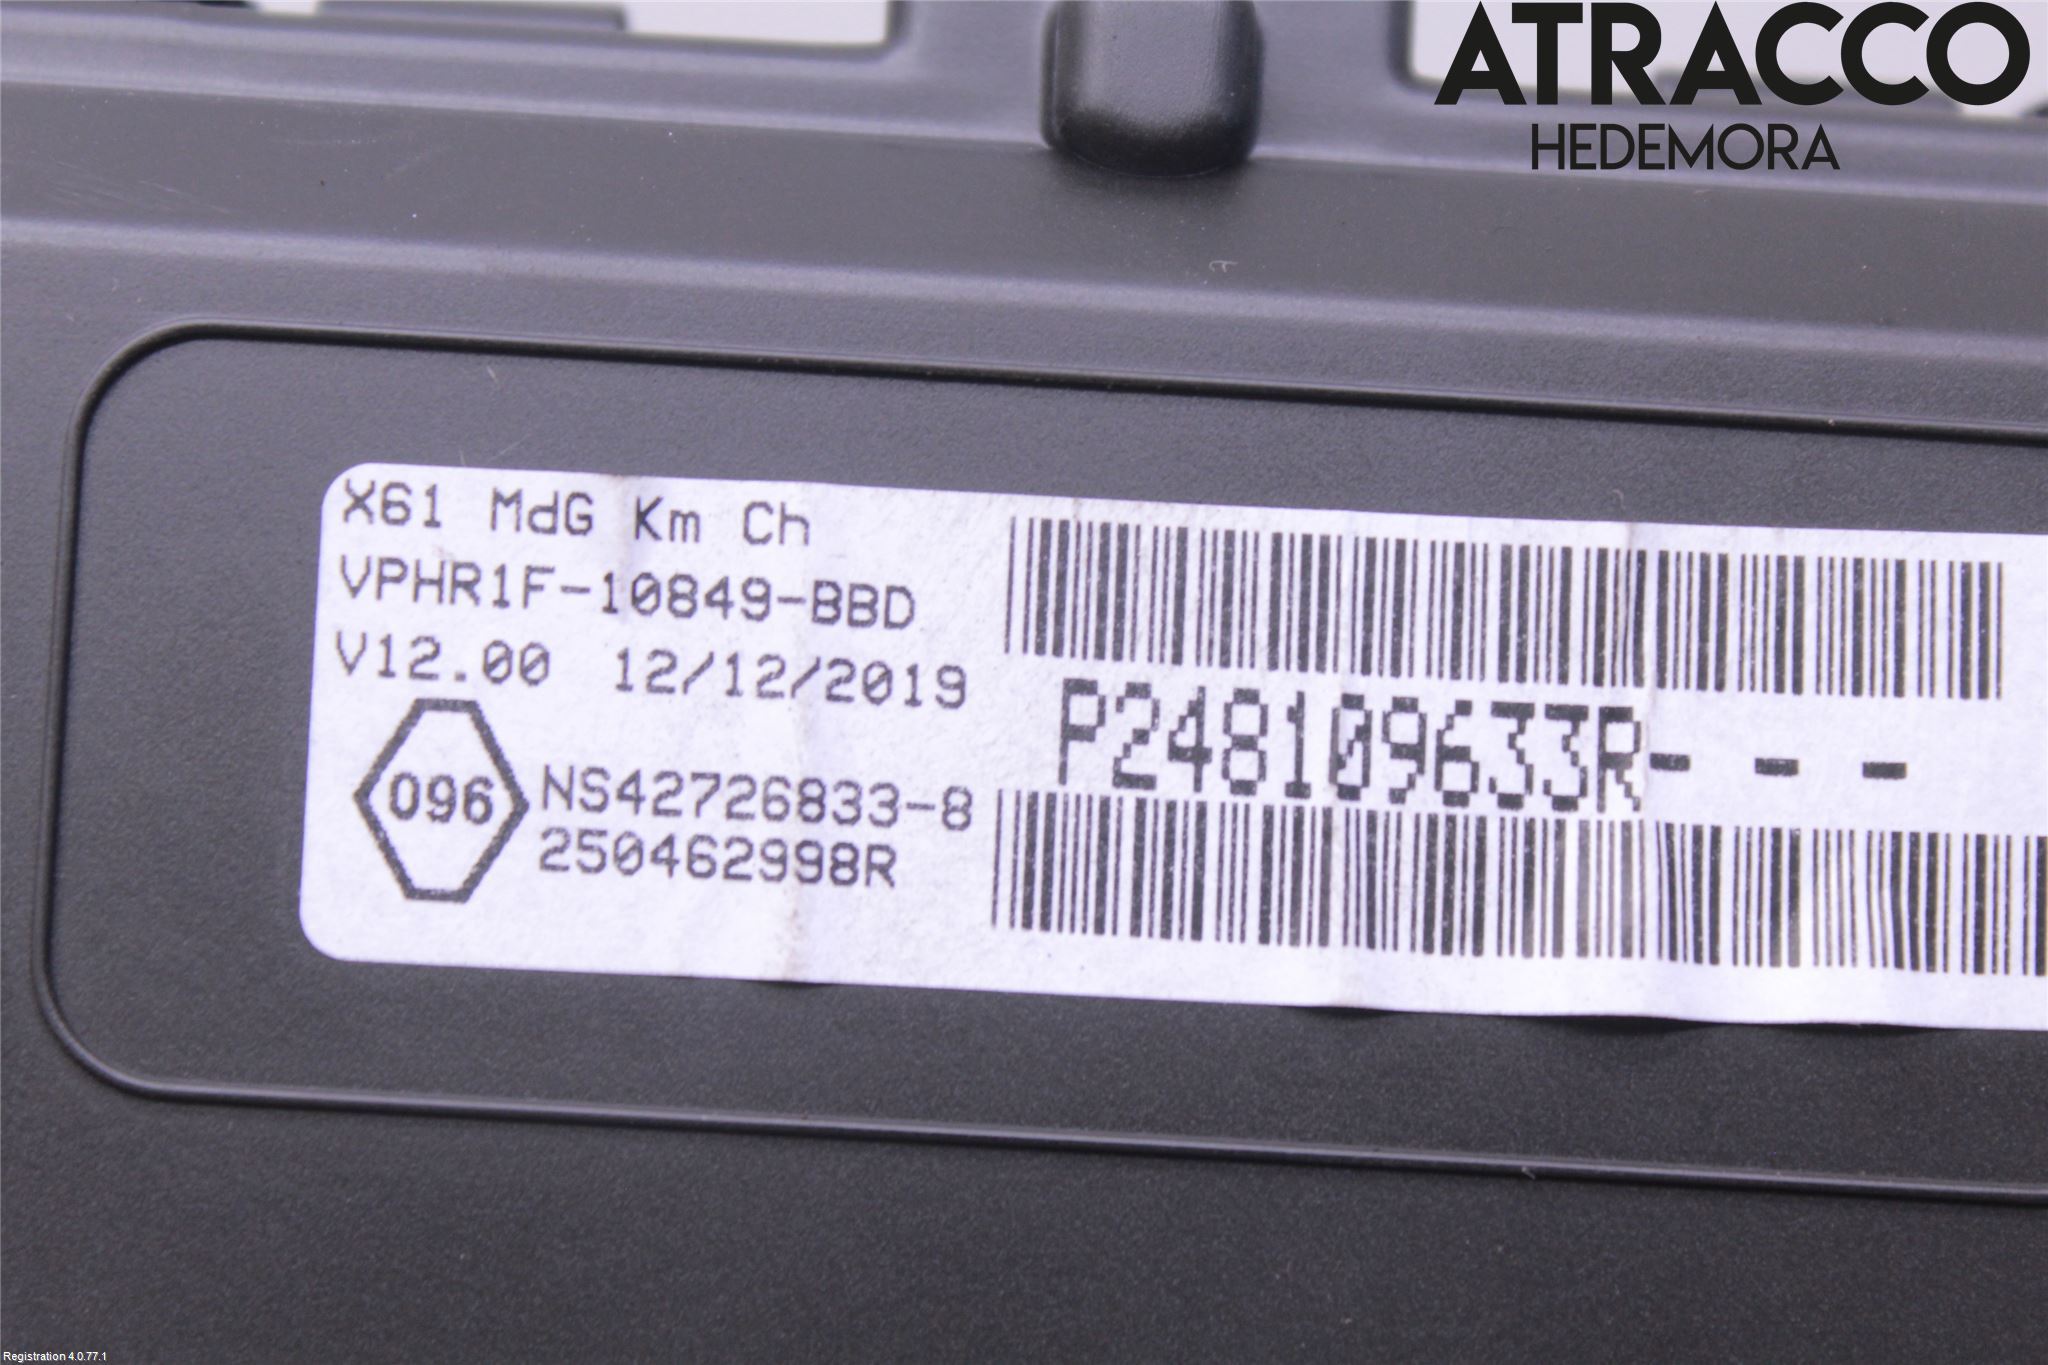 ATRACCO
HEDEMORA
X61 MdG Km Ch
VPHR1F-10849-BBD
V12.00 12/12/2019
P248109633R- - -
096
NS42726833-8
250462998R
Registration 4.0.77.1